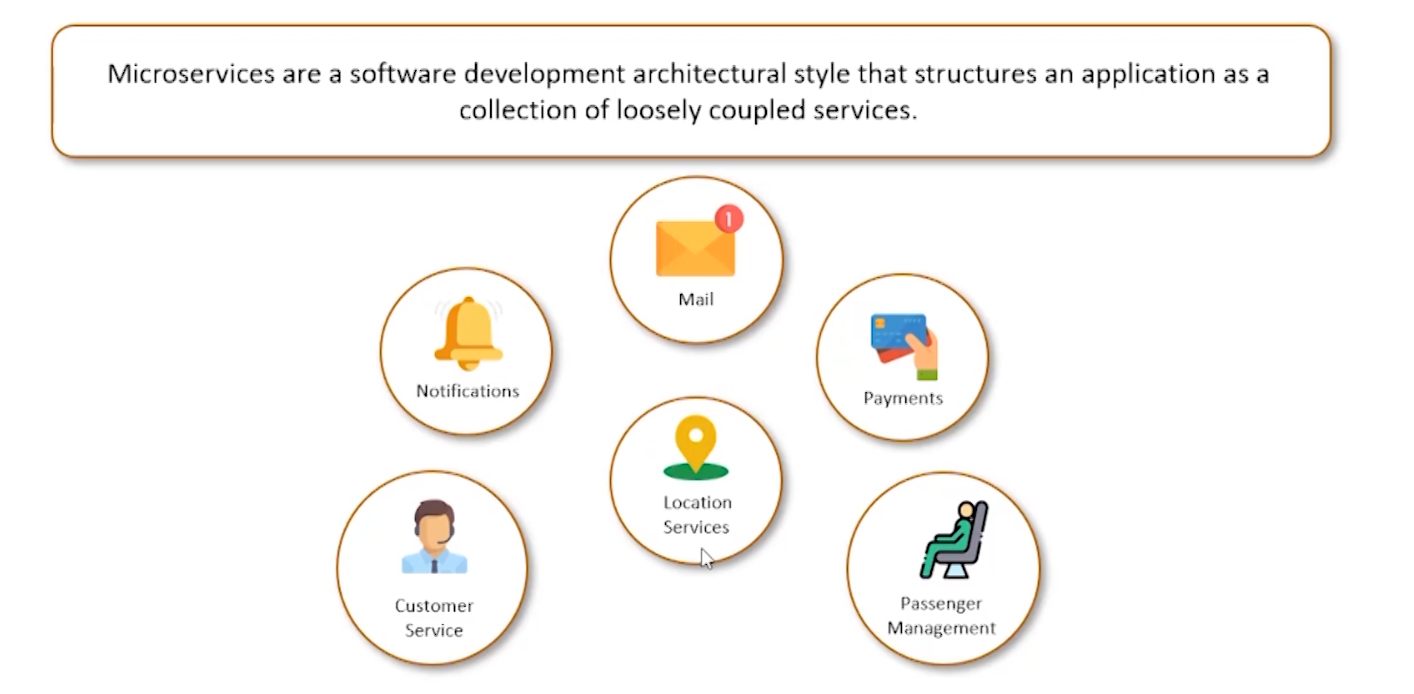 Microservices are a software development architectural style that structures an application as a
collection of loosely coupled services.
1
Mail
Notifications
Payments
Location
Services
Customer
Service
Passenger
Management